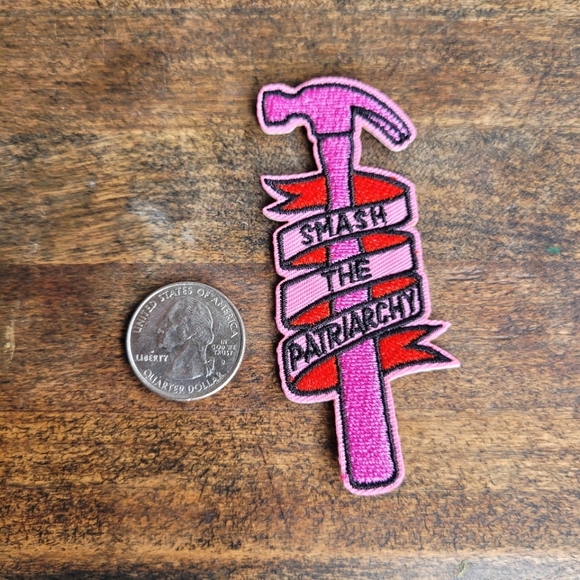 SMASH
THE
PATRIARCHY
UNITED STATES OF AMERICA
LIBERTY
IN
GOD WE
TRUST
QUARTER DOLLAR